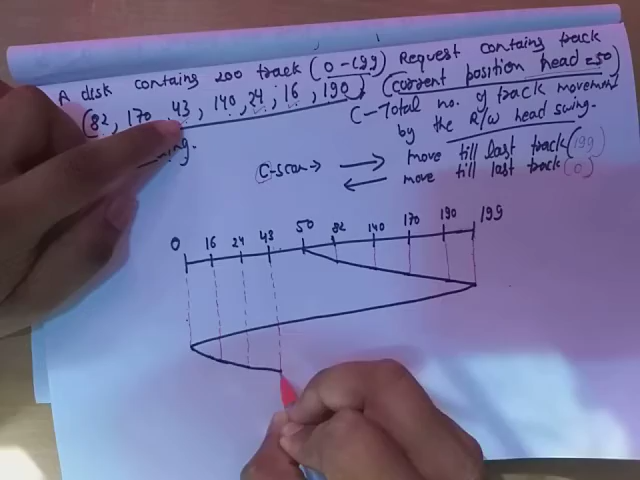 A disk contains 200 track (0-199) Request contains track
(82, 170, 43, 140, 24, 16, 190) (current position head = 50)
C-Total no. of track movement
by the R/w head swing.
C-scan → → move till last track (199)
← move till last track (0)
0 16 24 43 50 82 140 170 190 199